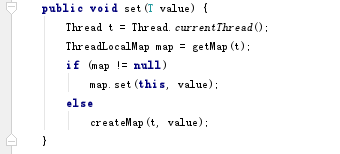 public void set(T value) {
Thread t = Thread.currentThread();
ThreadLocalMap map = getMap(t);
if (map != null)
map.set(this, value);
else
createMap(t, value);
}